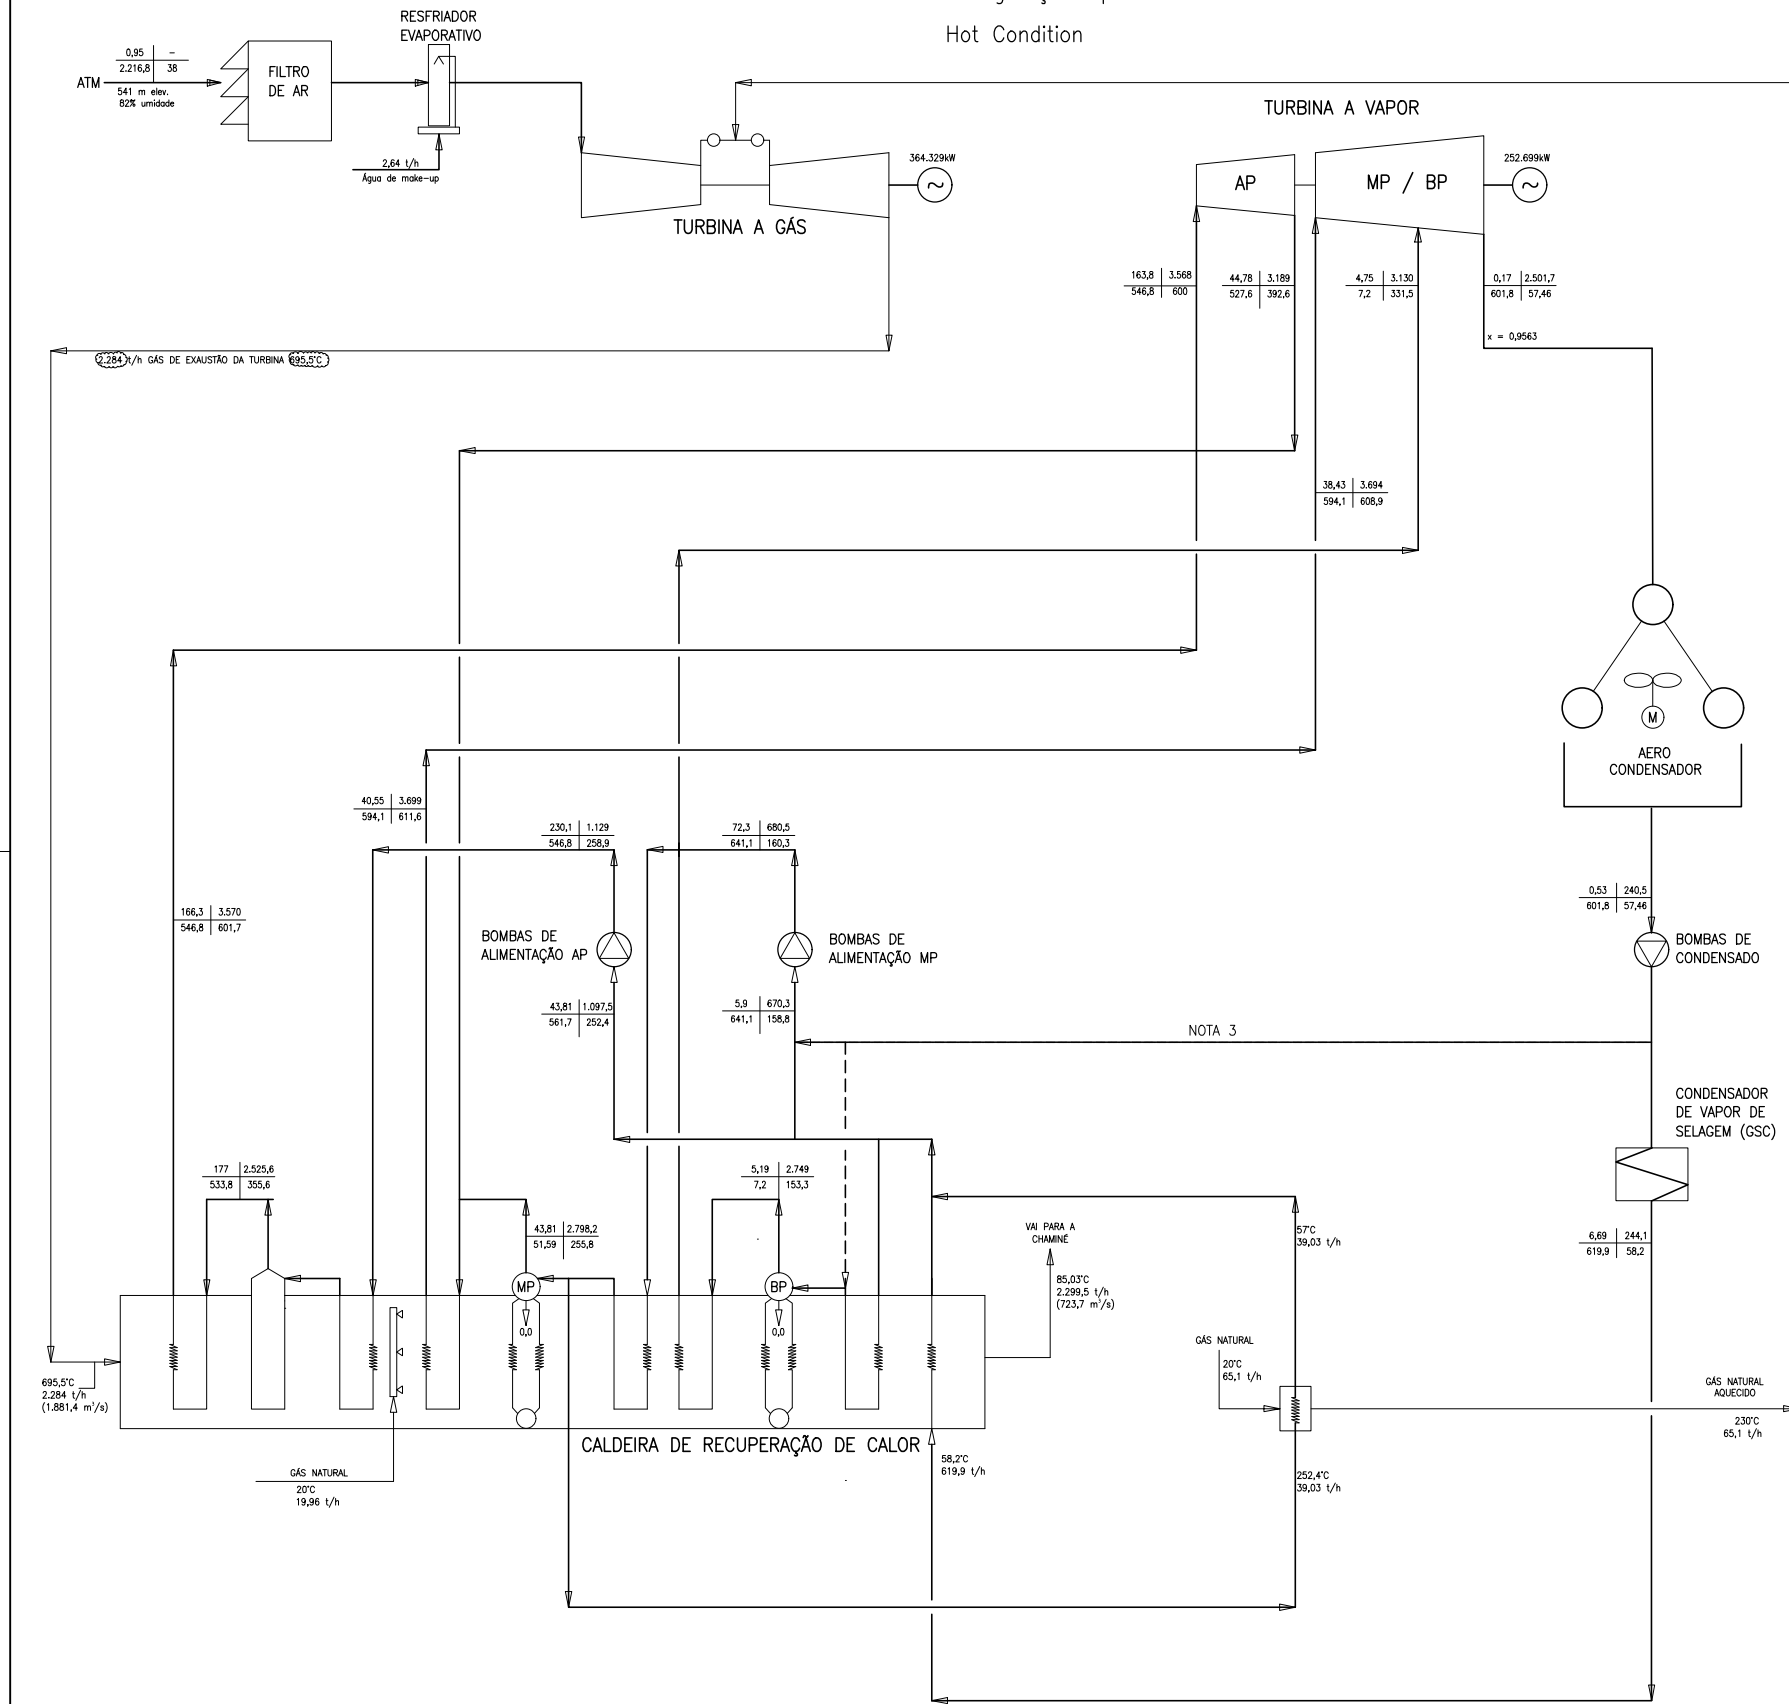 Hot Condition
RESFRIADOR
EVAPORATIVO
0,95 -
2.216,8 38
ATM
541 m elev.
82% umidade
FILTRO
DE AR
2,64 t/h
Água de make-up
TURBINA A GÁS
364.329kW
TURBINA A VAPOR
AP
MP / BP
252.699kW
163,8 3.568
546,8 600
44,78 3.189
527,6 392,6
4,75 3.130
7,2 331,5
0,17 2.501,7
601,8 57,46
x = 0,9563
2.284 t/h GÁS DE EXAUSTÃO DA TURBINA 695,5°C
38,43 3.694
594,1 608,9
M
AERO
CONDENSADOR
40,55 3.699
594,1 611,6
230,1 1.129
546,8 258,9
72,3 680,5
641,1 160,3
0,53 240,5
601,8 57,46
166,3 3.570
546,8 601,7
BOMBAS DE
ALIMENTAÇÃO AP
BOMBAS DE
ALIMENTAÇÃO MP
BOMBAS DE
CONDENSADO
43,81 1.097,5
561,7 252,4
5,9 670,3
641,1 158,8
NOTA 3
CONDENSADOR
DE VAPOR DE
SELAGEM (GSC)
177 2.525,6
533,8 355,6
5,19 2.749
7,2 153,3
43,81 2.798,2
51,59 255,8
VAI PARA A
CHAMINÉ
57°C
39,03 t/h
6,69 244,1
619,9 58,2
MP
0,0
BP
0,0
85,03°C
2.299,5 t/h
(723,7 m³/s)
GÁS NATURAL
20°C
65,1 t/h
695,5°C
2.284 t/h
(1.881,4 m³/s)
GÁS NATURAL
AQUECIDO
230°C
65,1 t/h
CALDEIRA DE RECUPERAÇÃO DE CALOR
58,2°C
619,9 t/h
252,4°C
39,03 t/h
GÁS NATURAL
20°C
19,96 t/h